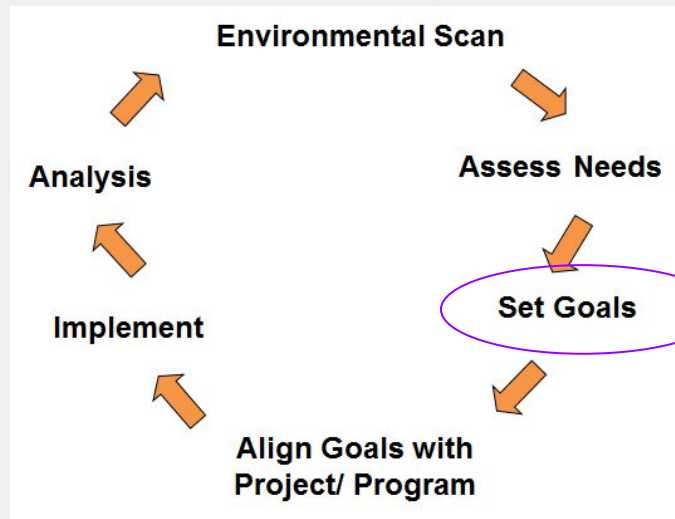 Environmental Scan
Assess Needs
Set Goals
Align Goals with
Project/ Program
Implement
Analysis